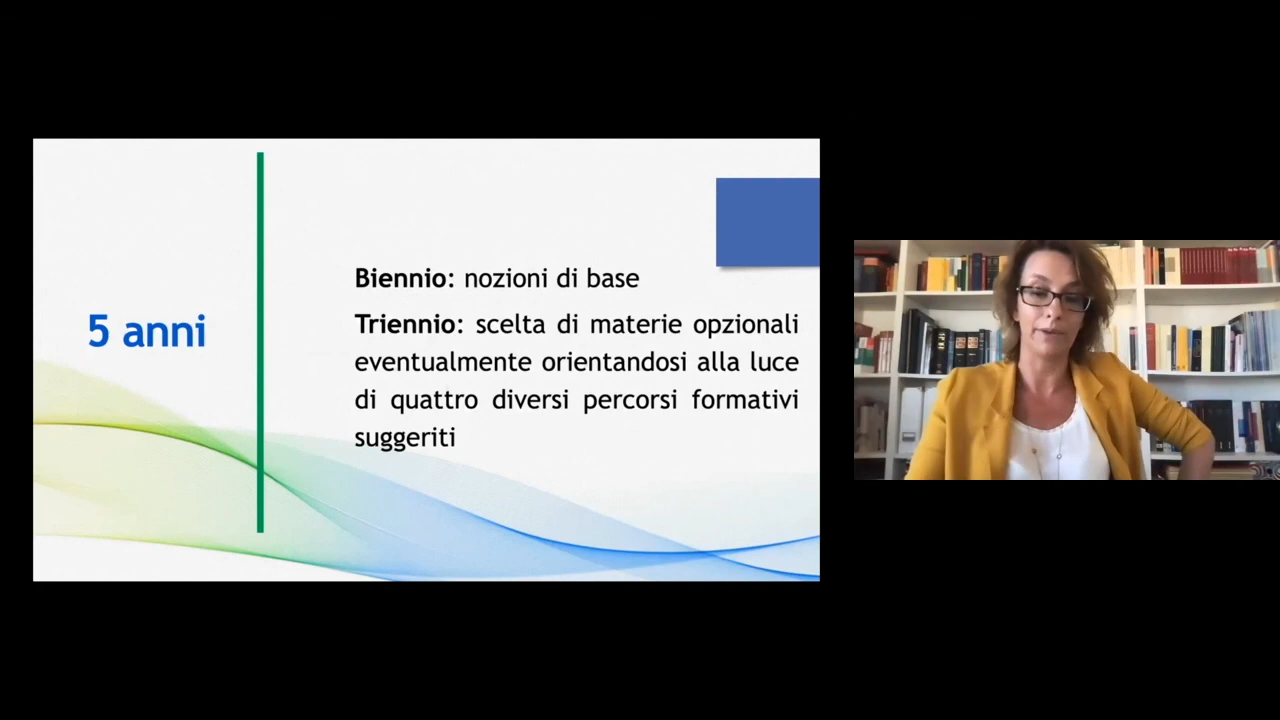 5 anni
Biennio: nozioni di base
Triennio: scelta di materie opzionali
eventualmente orientandosi alla luce
di quattro diversi percorsi formativi
suggeriti